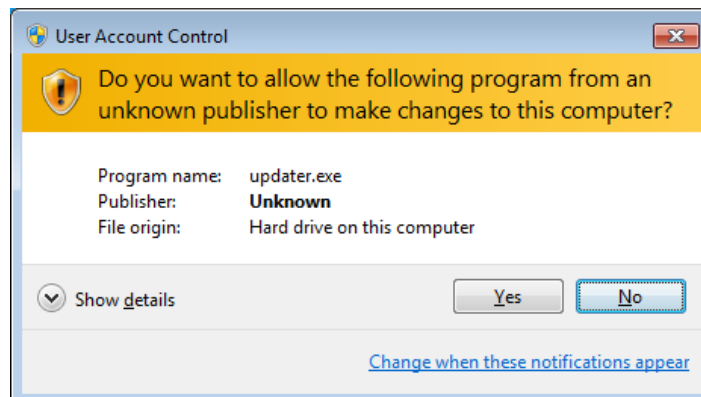 User Account Control
Do you want to allow the following program from an
unknown publisher to make changes to this computer?
Program name: updater.exe
Publisher: Unknown
File origin: Hard drive on this computer
Show details Yes No
Change when these notifications appear